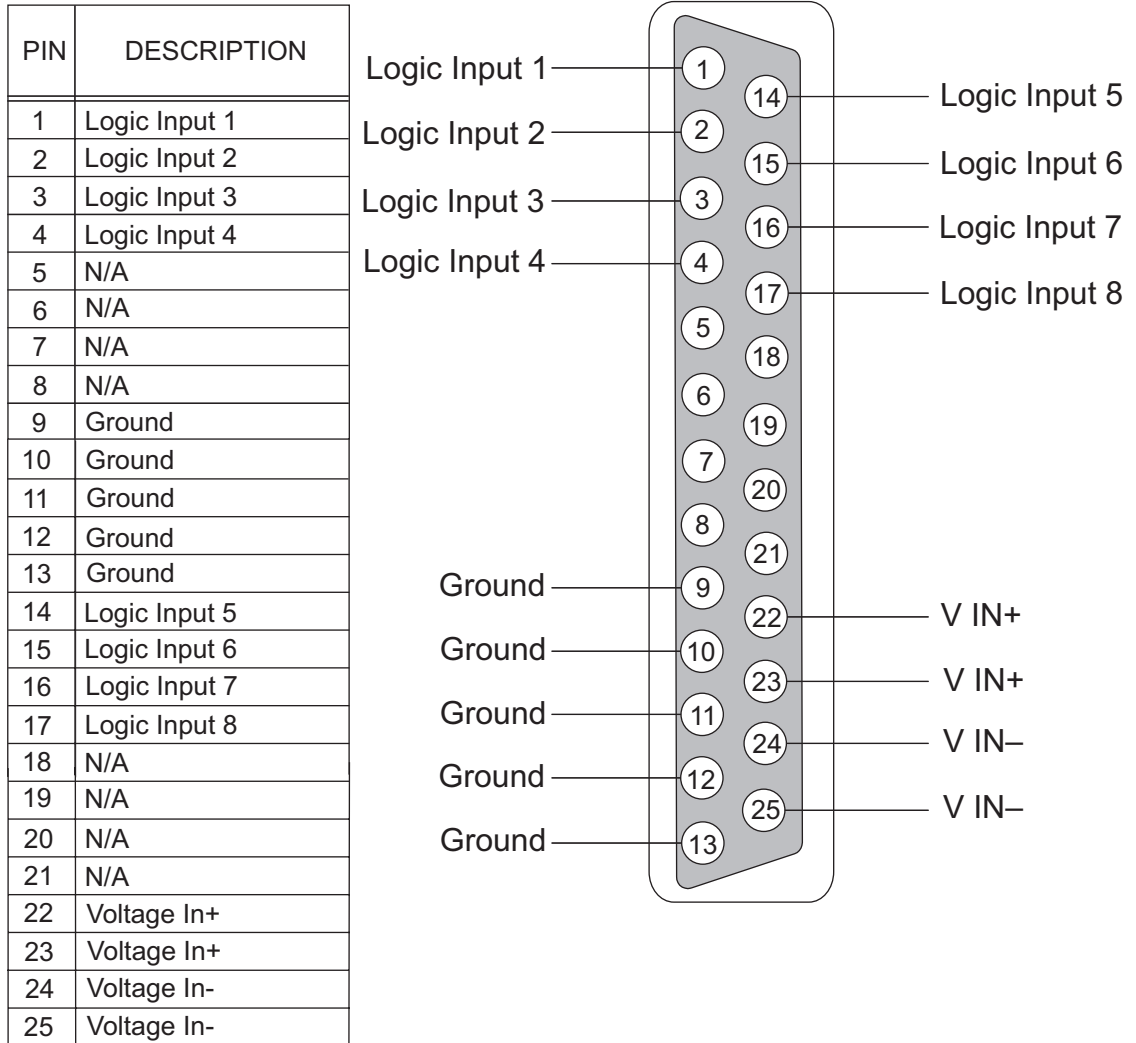 PIN DESCRIPTION
1 Logic Input 1
2 Logic Input 2
3 Logic Input 3
4 Logic Input 4
5 N/A
6 N/A
7 N/A
8 N/A
9 Ground
10 Ground
11 Ground
12 Ground
13 Ground
14 Logic Input 5
15 Logic Input 6
16 Logic Input 7
17 Logic Input 8
18 N/A
19 N/A
20 N/A
21 N/A
22 Voltage In+
23 Voltage In+
24 Voltage In-
25 Voltage In-
Logic Input 1 1
14 Logic Input 5
Logic Input 2 2
15 Logic Input 6
Logic Input 3 3
16 Logic Input 7
Logic Input 4 4
17 Logic Input 8
5
18
6
19
7
20
8
21
Ground 9
22 V IN+
Ground 10
23 V IN+
Ground 11
24 V IN–
Ground 12
25 V IN–
Ground 13